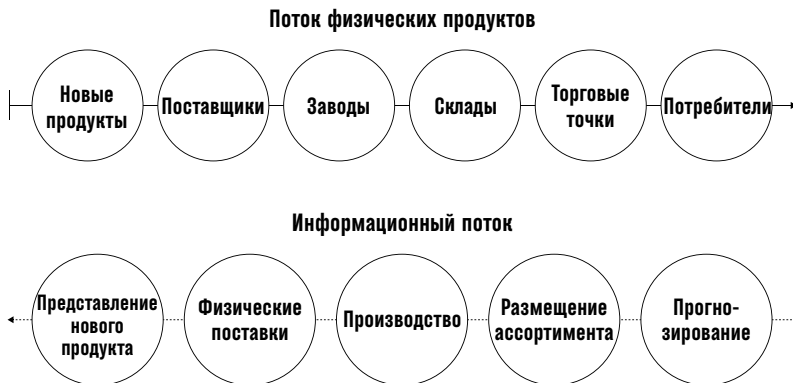 Поток физических продуктов
Новые
продукты
Поставщики
Заводы
Склады
Торговые
точки
Потребители
Информационный поток
Представление
нового
продукта
Физические
поставки
Производство
Размещение
ассортимента
Прогно-
зирование